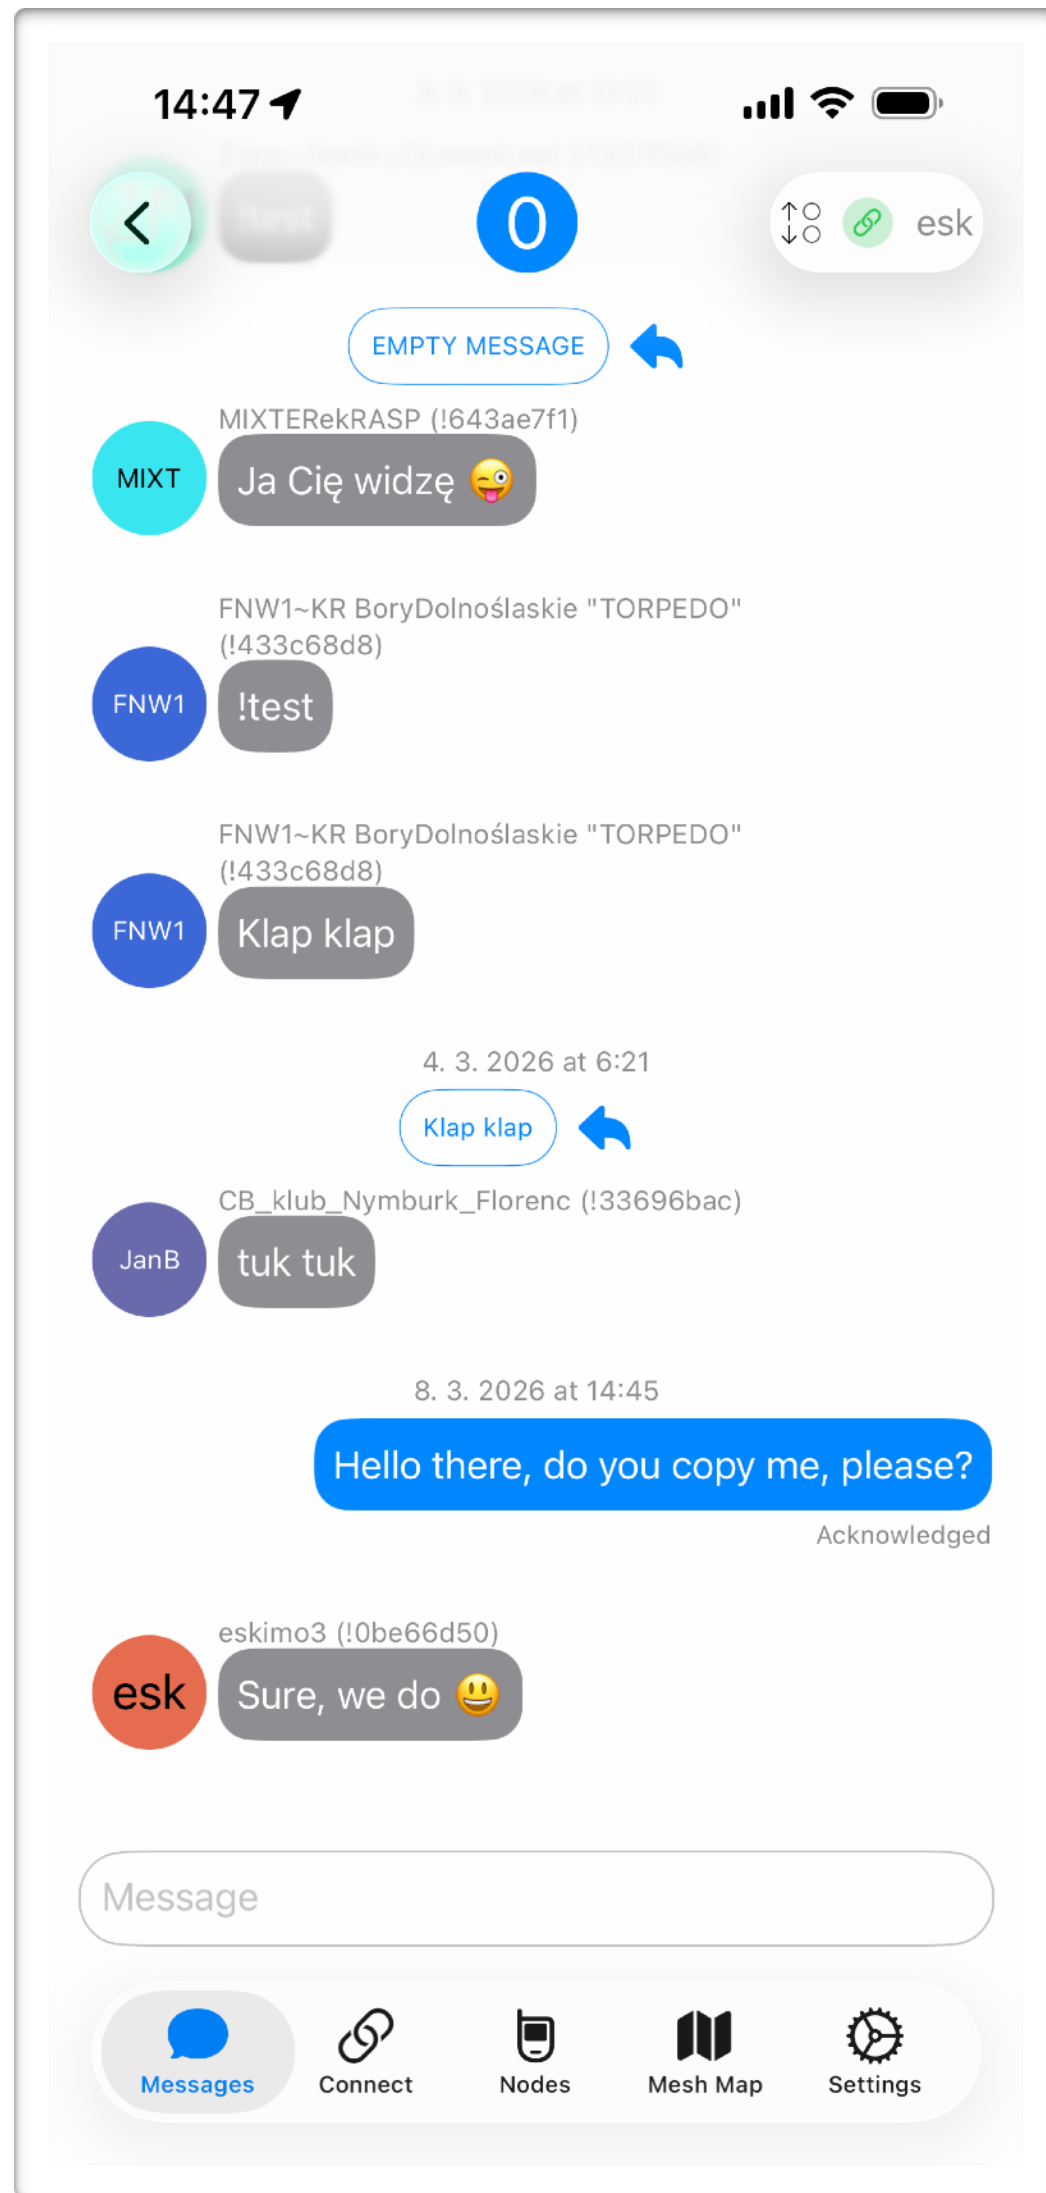 14:47
!test
0
esk
EMPTY MESSAGE
MIXTERekRASP (!643ae7f1)
MIXT
Ja Cię widzę 😜
FNW1~KR BoryDolnoślaskie "TORPEDO"
(!433c68d8)
FNW1
!test
FNW1~KR BoryDolnoślaskie "TORPEDO"
(!433c68d8)
FNW1
Klap klap
4. 3. 2026 at 6:21
Klap klap
CB_klub_Nymburk_Florenc (!33696bac)
JanB
tuk tuk
8. 3. 2026 at 14:45
Hello there, do you copy me, please?
Acknowledged
eskimo3 (!0be66d50)
esk
Sure, we do 😃
Message
Messages
Connect
Nodes
Mesh Map
Settings